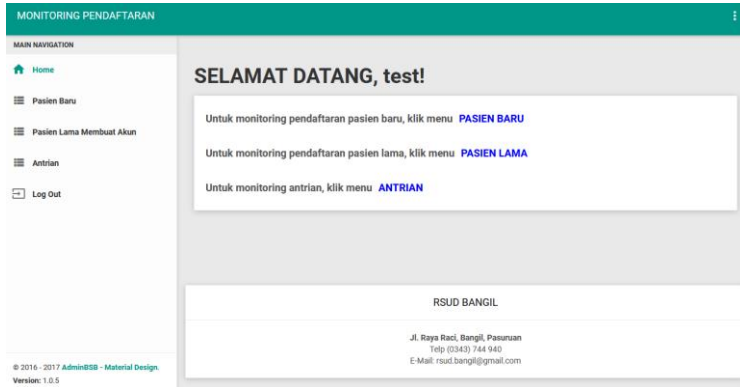 MONITORING PENDAFTARAN
MAIN NAVIGATION
Home
Pasien Baru
Pasien Lama Membuat Akun
Antrian
Log Out
© 2016 - 2017 AdminBSB - Material Design.
Version: 1.0.5
SELAMAT DATANG, test!
Untuk monitoring pendaftaran pasien baru, klik menu PASIEN BARU
Untuk monitoring pendaftaran pasien lama, klik menu PASIEN LAMA
Untuk monitoring antrian, klik menu ANTRIAN
RSUD BANGIL
Jl. Raya Raci, Bangil, Pasuruan
Telp (0343) 744 940
E-Mail: rsud.bangil@gmail.com